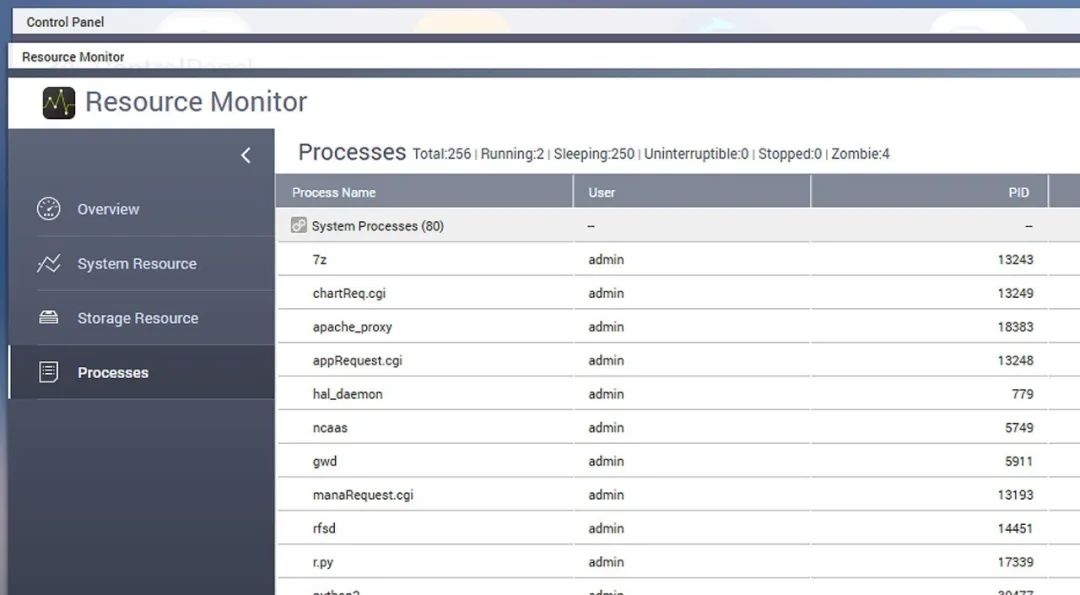 Control Panel
Resource Monitor
Resource Monitor
Processes Total:256 | Running:2 | Sleeping:250 | Uninterruptible:0 | Stopped:0 | Zombie:4
Process Name User PID
Overview
System Resource
Storage Resource
Processes
System Processes (80) -- --
7z admin 13243
chartReq.cgi admin 13249
apache_proxy admin 18383
appRequest.cgi admin 13248
hal_daemon admin 779
ncaas admin 5749
gwd admin 5911
manaRequest.cgi admin 13193
rfsd admin 14451
r.py admin 17339